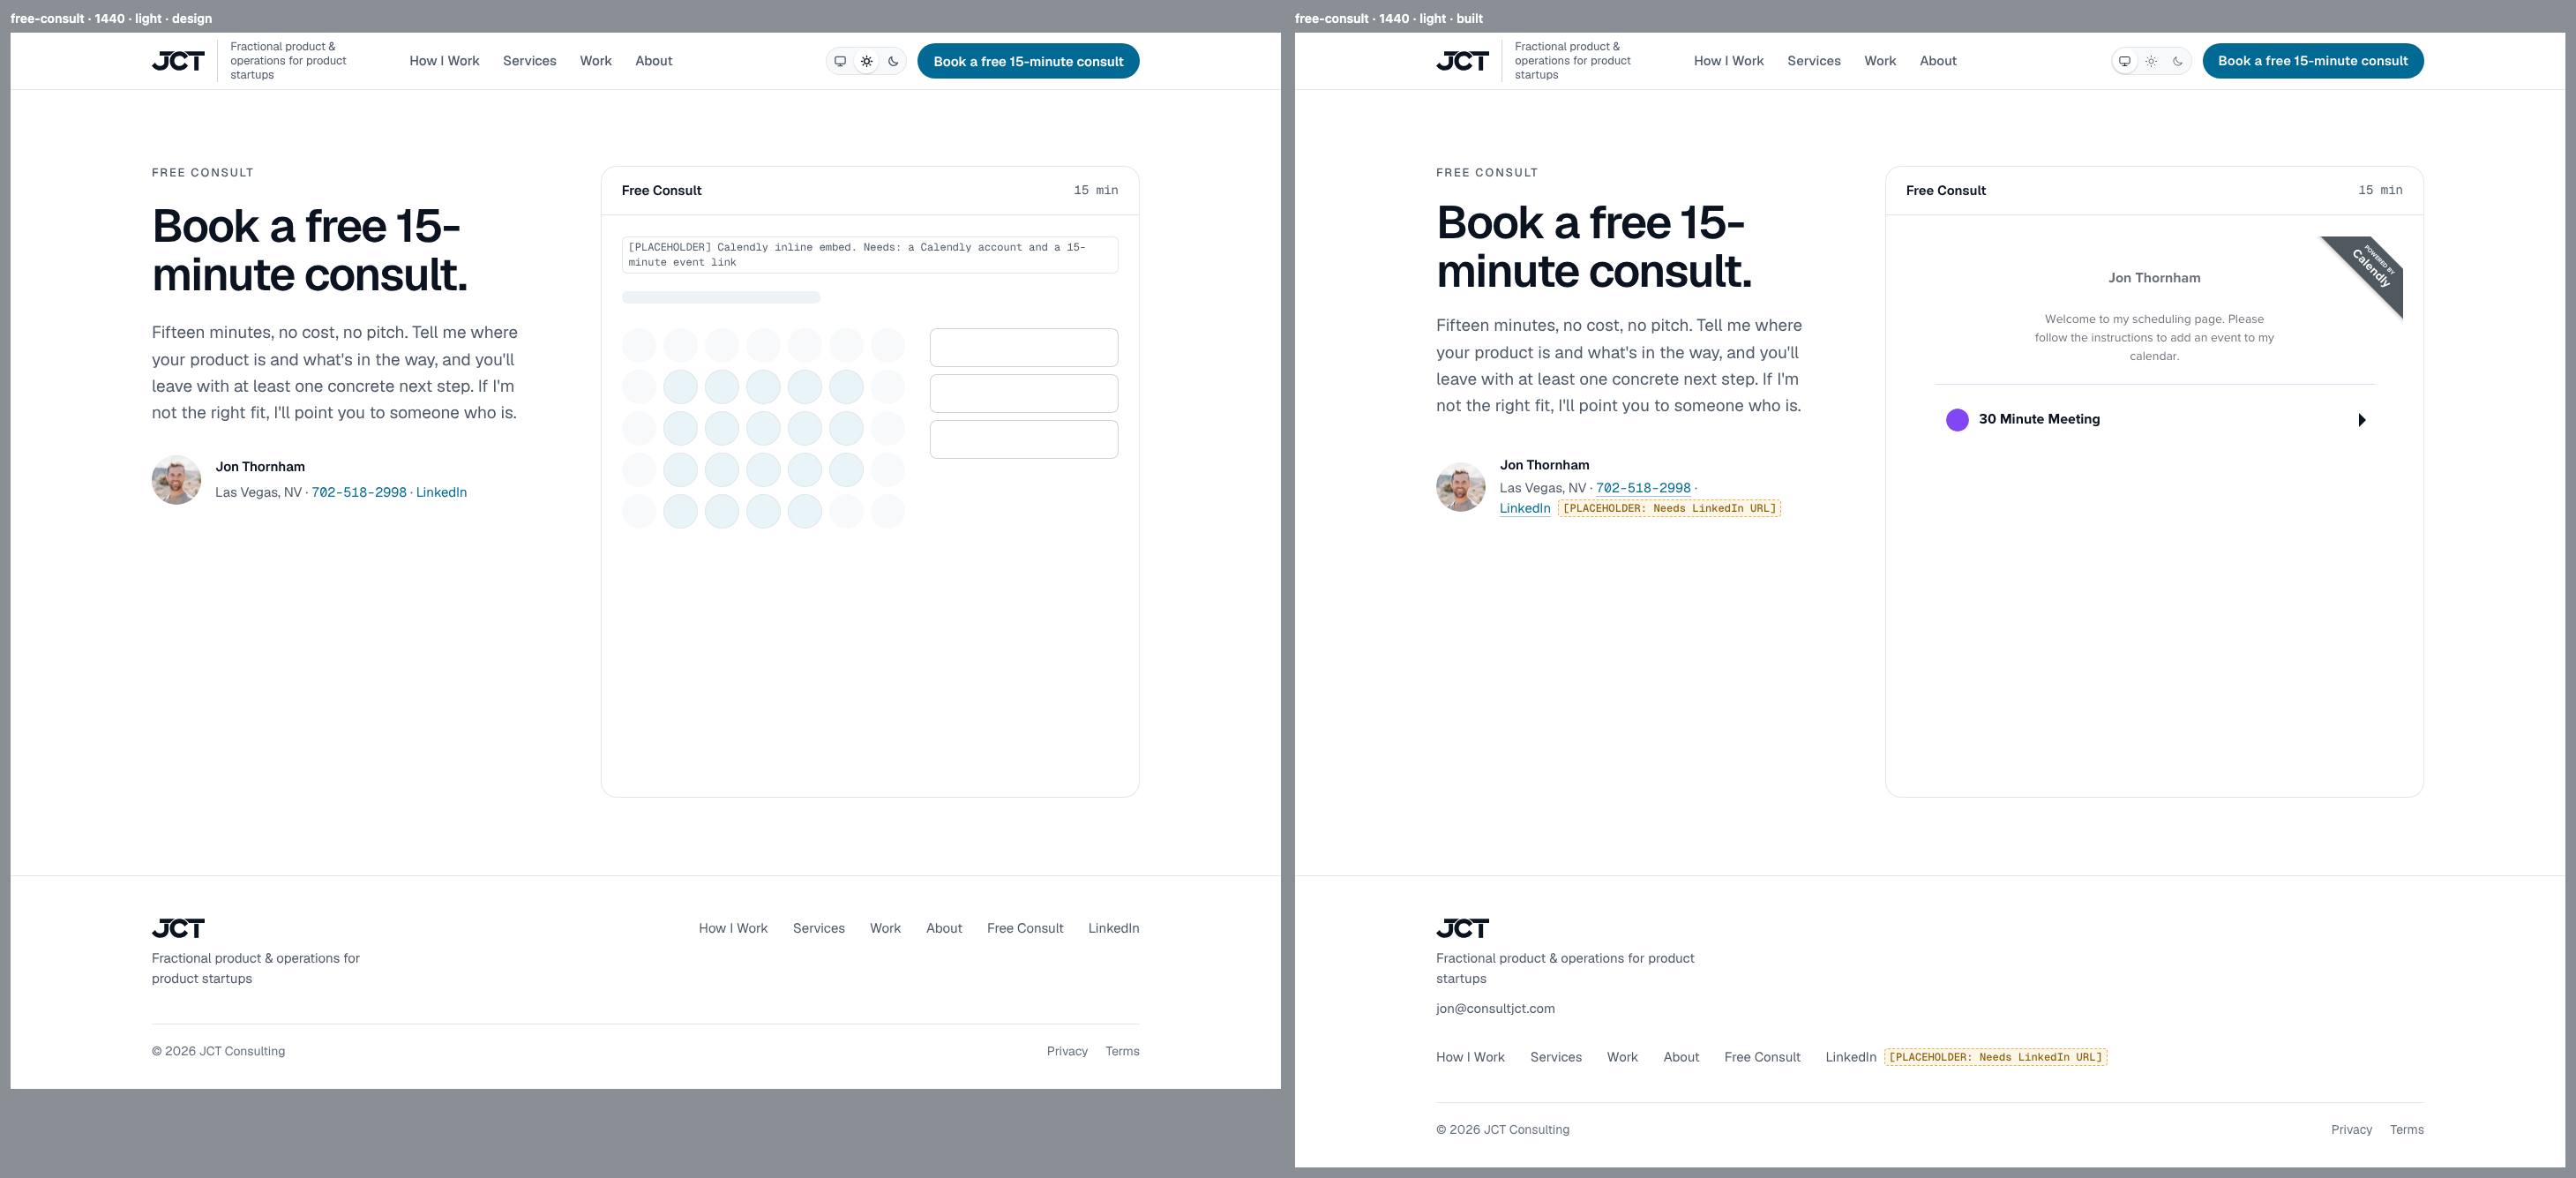 free-consult · 1440 · light · design
JCT
Fractional product &
operations for product
startups
How I Work
Services
Work
About
Book a free 15-minute consult
FREE CONSULT
Book a free 15-
minute consult.
Fifteen minutes, no cost, no pitch. Tell me where
your product is and what's in the way, and you'll
leave with at least one concrete next step. If I'm
not the right fit, I'll point you to someone who is.
Jon Thornham
Las Vegas, NV · 702-518-2998 · LinkedIn
Free Consult
15 min
[PLACEHOLDER] Calendly inline embed. Needs: a Calendly account and a 15-
minute event link
JCT
Fractional product & operations for
product startups
How I Work
Services
Work
About
Free Consult
LinkedIn
© 2026 JCT Consulting
Privacy
Terms
free-consult · 1440 · light · built
JCT
Fractional product &
operations for product
startups
How I Work
Services
Work
About
Book a free 15-minute consult
FREE CONSULT
Book a free 15-
minute consult.
Fifteen minutes, no cost, no pitch. Tell me where
your product is and what's in the way, and you'll
leave with at least one concrete next step. If I'm
not the right fit, I'll point you to someone who is.
Jon Thornham
Las Vegas, NV · 702-518-2998 ·
LinkedIn [PLACEHOLDER: Needs LinkedIn URL]
Free Consult
15 min
POWERED BY
Calendly
Jon Thornham
Welcome to my scheduling page. Please
follow the instructions to add an event to my
calendar.
30 Minute Meeting
JCT
Fractional product & operations for product
startups
jon@consultjct.com
How I Work
Services
Work
About
Free Consult
LinkedIn [PLACEHOLDER: Needs LinkedIn URL]
© 2026 JCT Consulting
Privacy
Terms